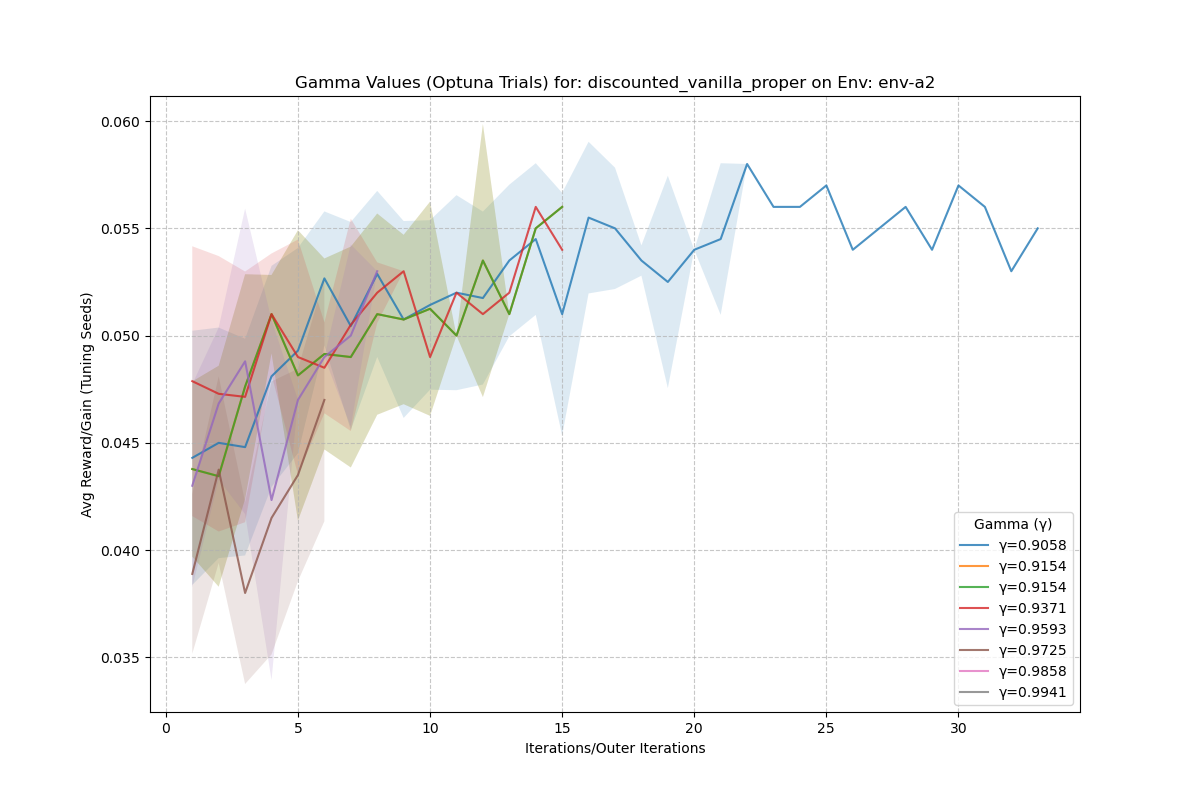 Gamma Values (Optuna Trials) for: discounted_vanilla_proper on Env: env-a2
0.060
0.055
0.050
0.045
0.040
0.035
Avg Reward/Gain (Tuning Seeds)
0 5 10 15 20 25 30
Iterations/Outer Iterations
Gamma (γ)
γ=0.9058
γ=0.9154
γ=0.9154
γ=0.9371
γ=0.9593
γ=0.9725
γ=0.9858
γ=0.9941